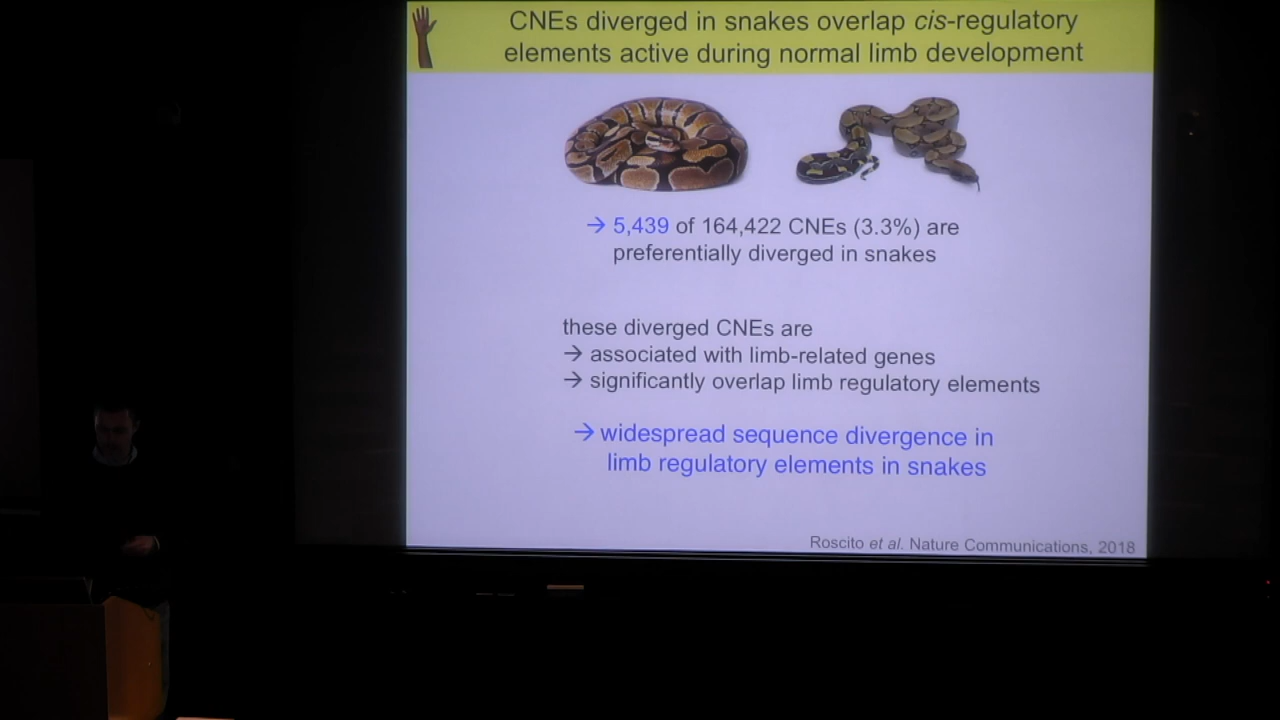 CNEs diverged in snakes overlap cis-regulatory
elements active during normal limb development
→ 5,439 of 164,422 CNEs (3.3%) are
preferentially diverged in snakes
these diverged CNEs are
→ associated with limb-related genes
→ significantly overlap limb regulatory elements
→ widespread sequence divergence in
limb regulatory elements in snakes
Roscito et al. Nature Communications, 2018